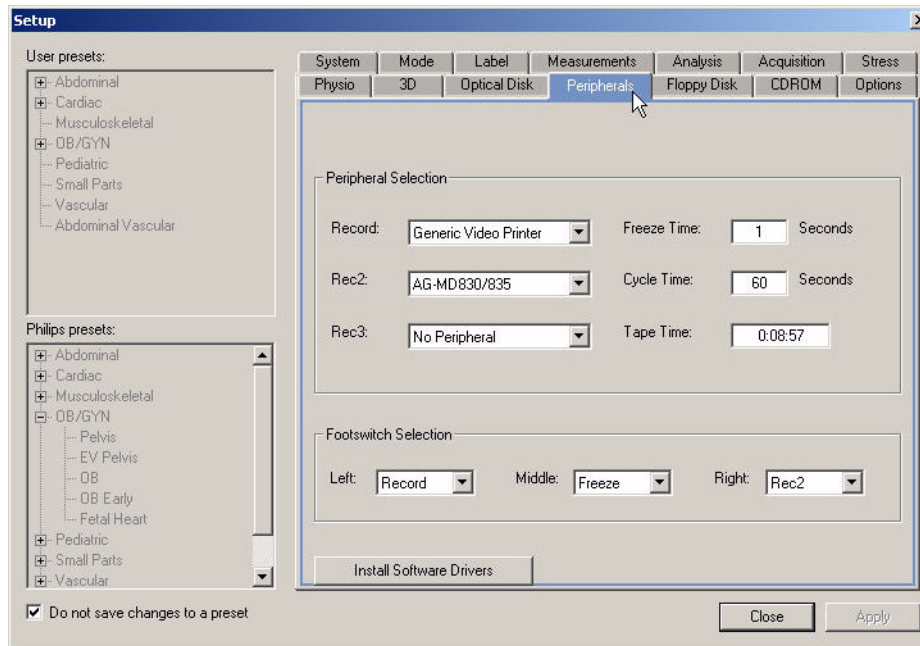 Setup
User presets:
Abdominal
Cardiac
Musculoskeletal
OB/GYN
Pediatric
Small Parts
Vascular
Abdominal Vascular
Philips presets:
Abdominal
Cardiac
Musculoskeletal
OB/GYN
Pelvis
EV Pelvis
OB
OB Early
Fetal Heart
Pediatric
Small Parts
Vascular
Do not save changes to a preset
System Mode Label Measurements Analysis Acquisition Stress
Physio 3D Optical Disk Peripherals Floppy Disk CDROM Options
Peripheral Selection
Record: Generic Video Printer Freeze Time: 1 Seconds
Rec2: AG-MD830/835 Cycle Time: 60 Seconds
Rec3: No Peripheral Tape Time: 0:08:57
Footswitch Selection
Left: Record Middle: Freeze Right: Rec2
Install Software Drivers
Close Apply